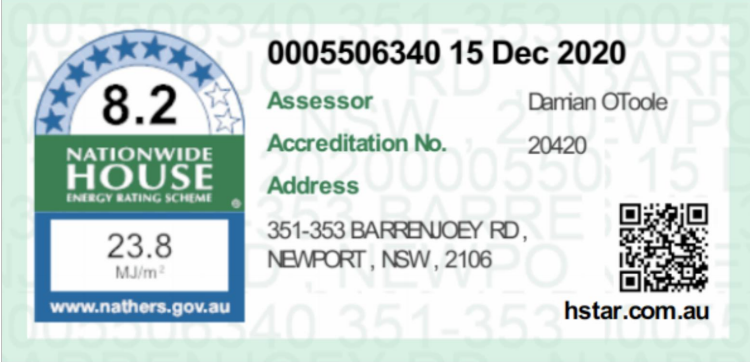 0005506340 15 Dec 2020
8.2
NATIONWIDE
HOUSE
ENERGY RATING SCHEME
23.8
MJ/m²
www.nathers.gov.au
Assessor Damian OToole
Accreditation No. 20420
Address
351-353 BARRENJOEY RD ,
NEWPORT , NSW , 2106
hstar.com.au